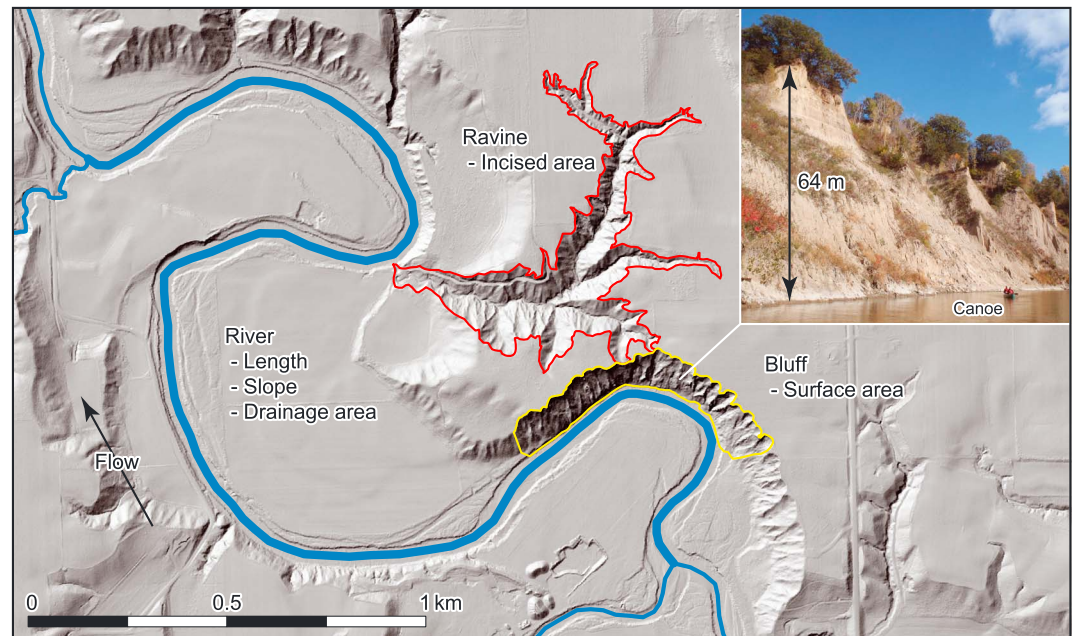 Ravine
- Incised area
64 m
Canoe
River
- Length
- Slope
- Drainage area
Bluff
- Surface area
Flow
0 0.5 1 km